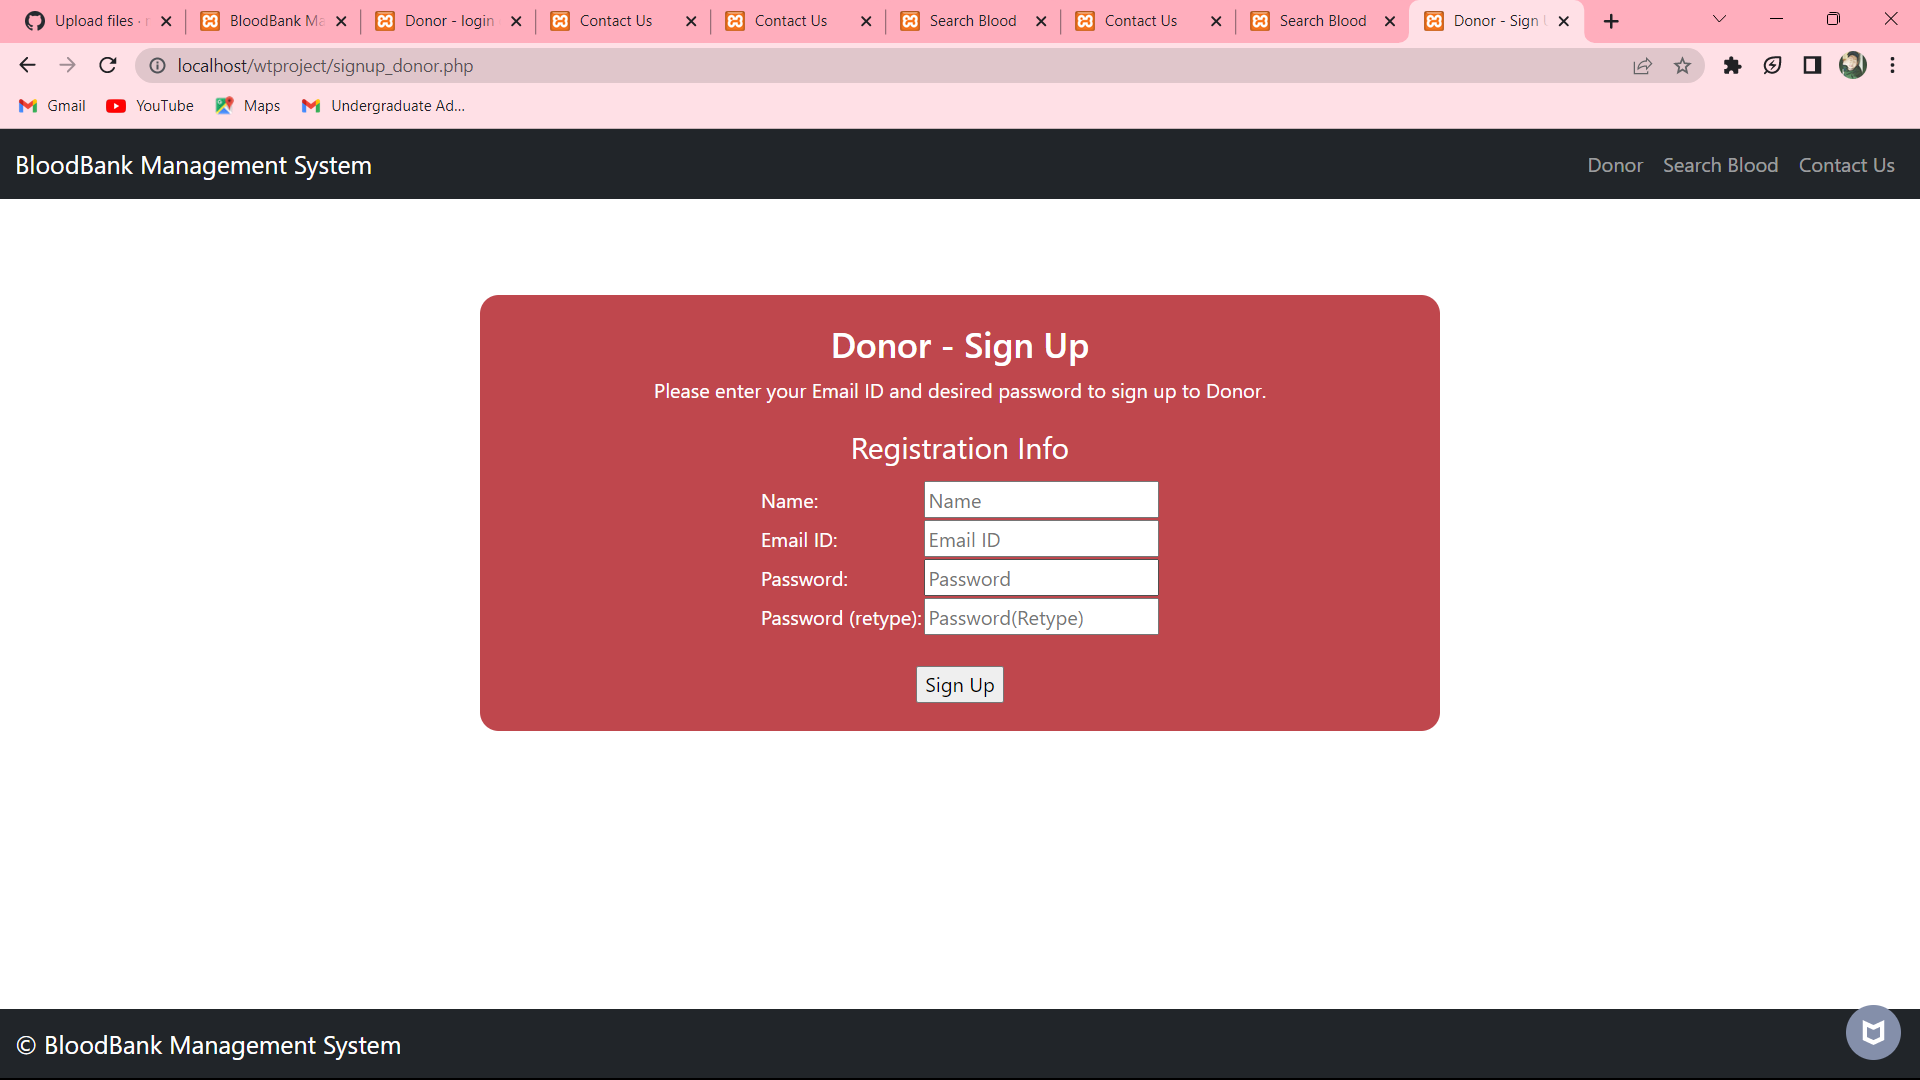 Upload files · BloodBank Ma Donor - login Contact Us Contact Us Search Blood Contact Us Search Blood Donor - Sign
localhost/wtproject/signup_donor.php
Gmail YouTube Maps Undergraduate Ad...
BloodBank Management System Donor Search Blood Contact Us
Donor - Sign Up
Please enter your Email ID and desired password to sign up to Donor.
Registration Info
Name: Name
Email ID: Email ID
Password: Password
Password (retype): Password(Retype)
Sign Up
© BloodBank Management System